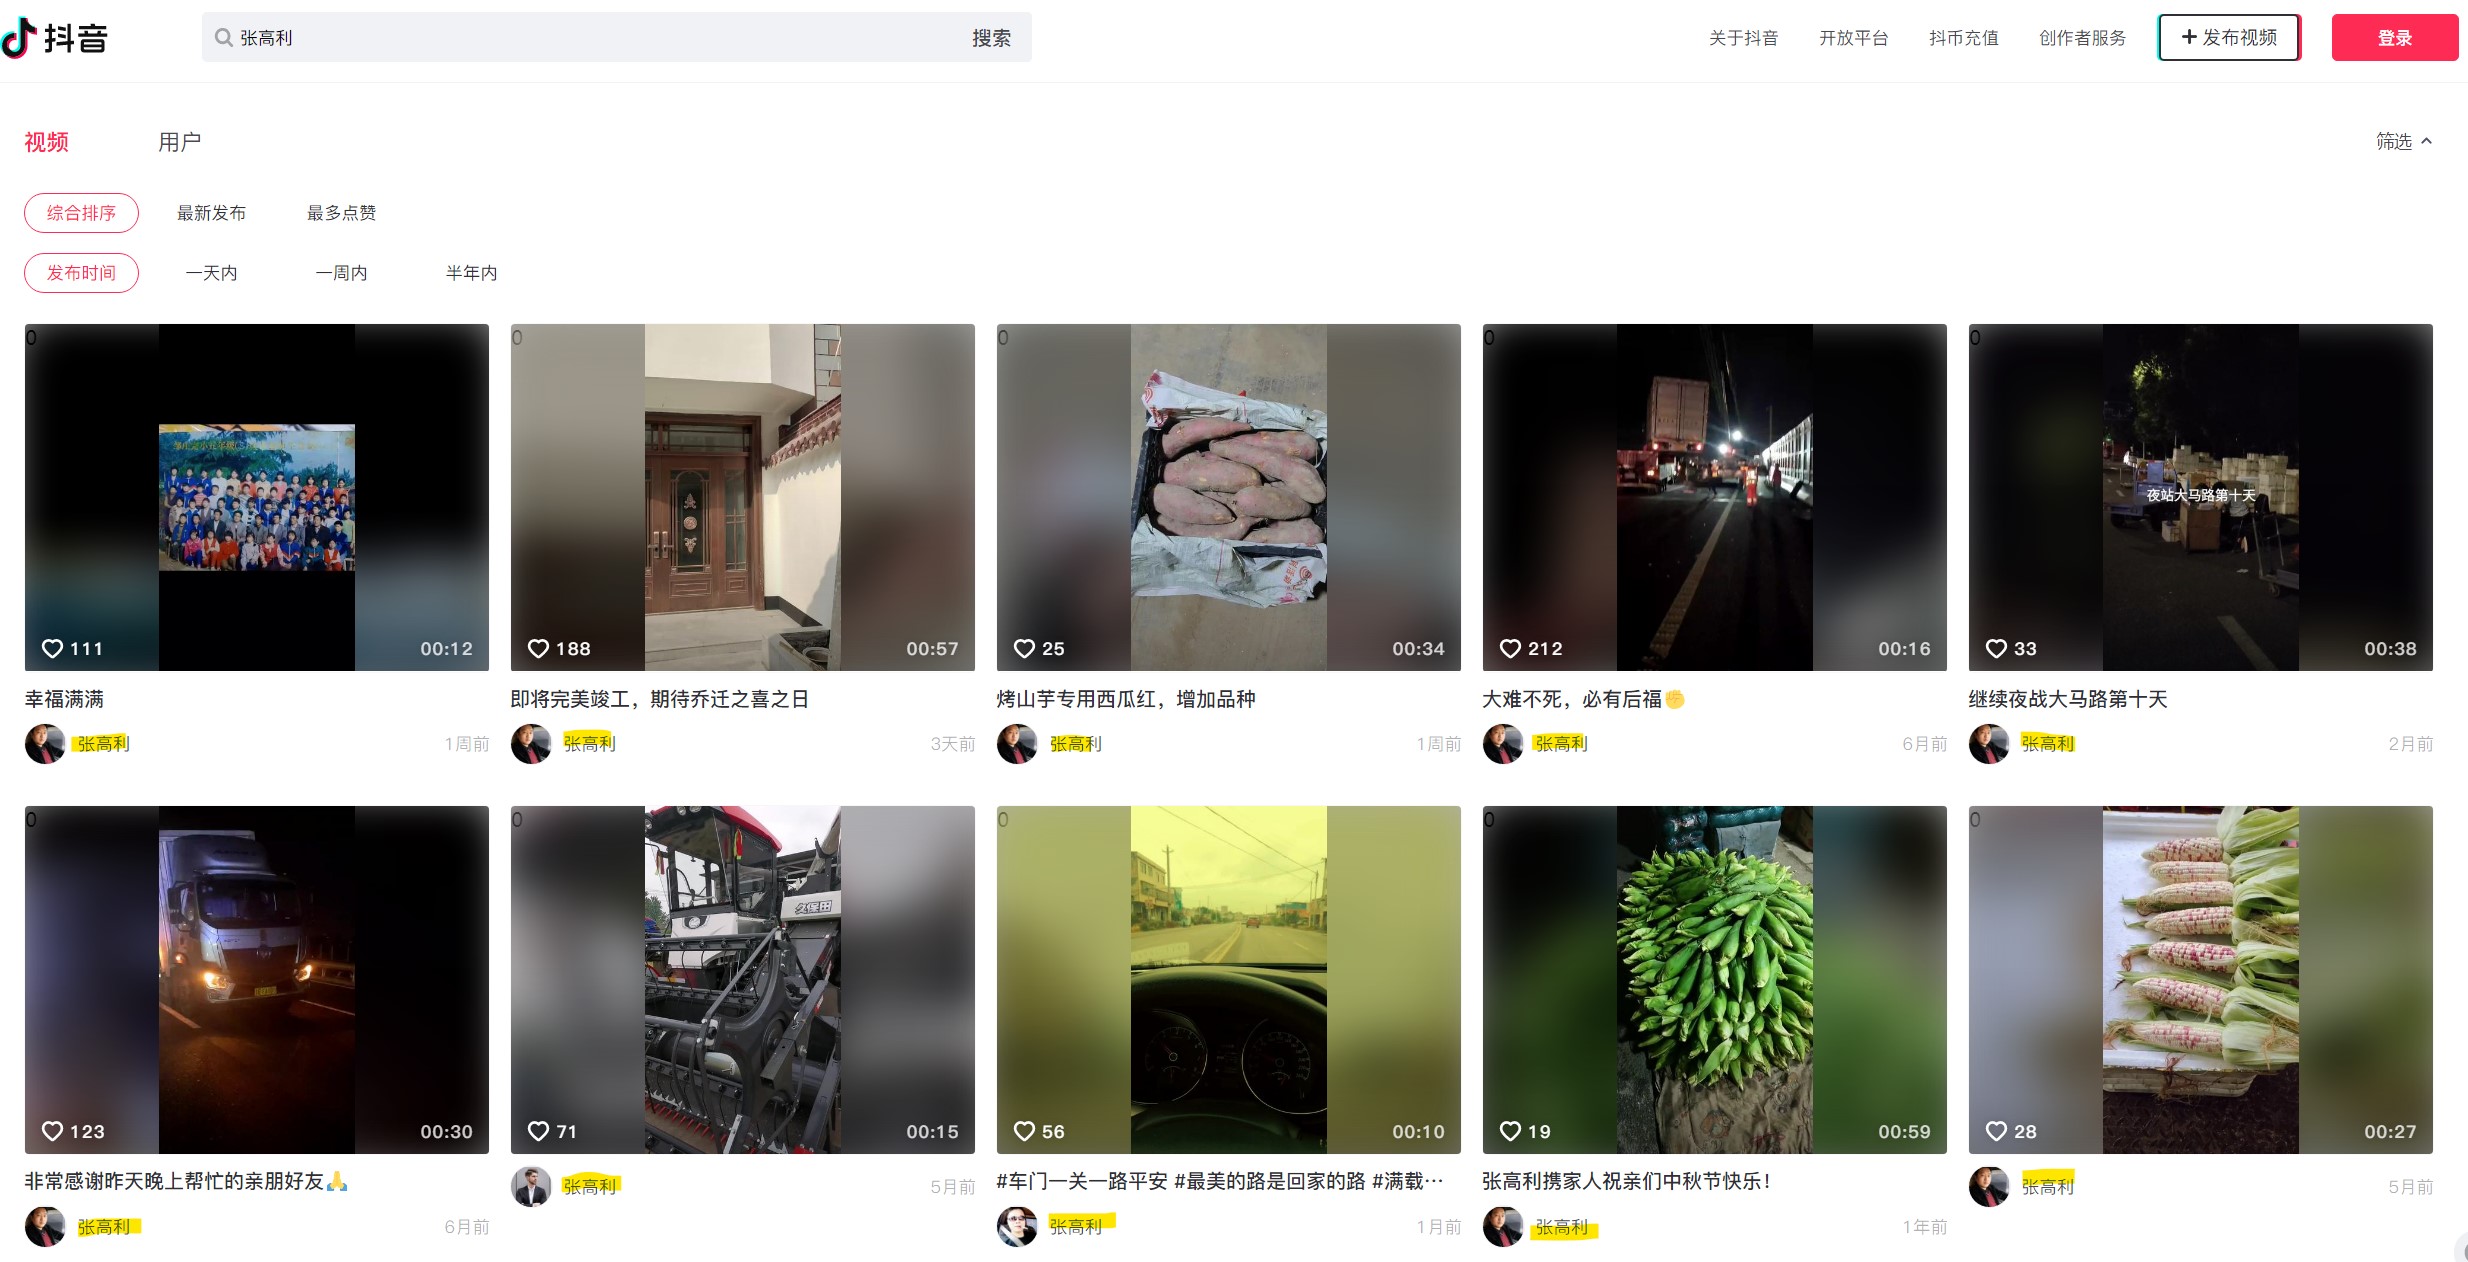 抖音
张高利
搜索
关于抖音
开放平台
抖币充值
创作者服务
+ 发布视频
登录
视频
用户
筛选
综合排序
最新发布
最多点赞
发布时间
一天内
一周内
半年内
0
111
00:12
幸福满满
张高利
1周前
0
188
00:57
即将完美竣工，期待乔迁之喜之日
张高利
3天前
0
25
00:34
烤山芋专用西瓜红，增加品种
张高利
1周前
0
212
00:16
大难不死，必有后福✊
张高利
6月前
0
夜站大马路第十天
33
00:38
继续夜战大马路第十天
张高利
2月前
0
123
00:30
非常感谢昨天晚上帮忙的亲朋好友🙏
张高利
6月前
0
久保田
71
00:15
张高利
5月前
0
56
00:10
#车门一关一路平安 #最美的路是回家的路 #满载…
张高利
1月前
0
19
00:59
张高利携家人祝亲们中秋节快乐！
张高利
1年前
0
28
00:27
张高利
5月前